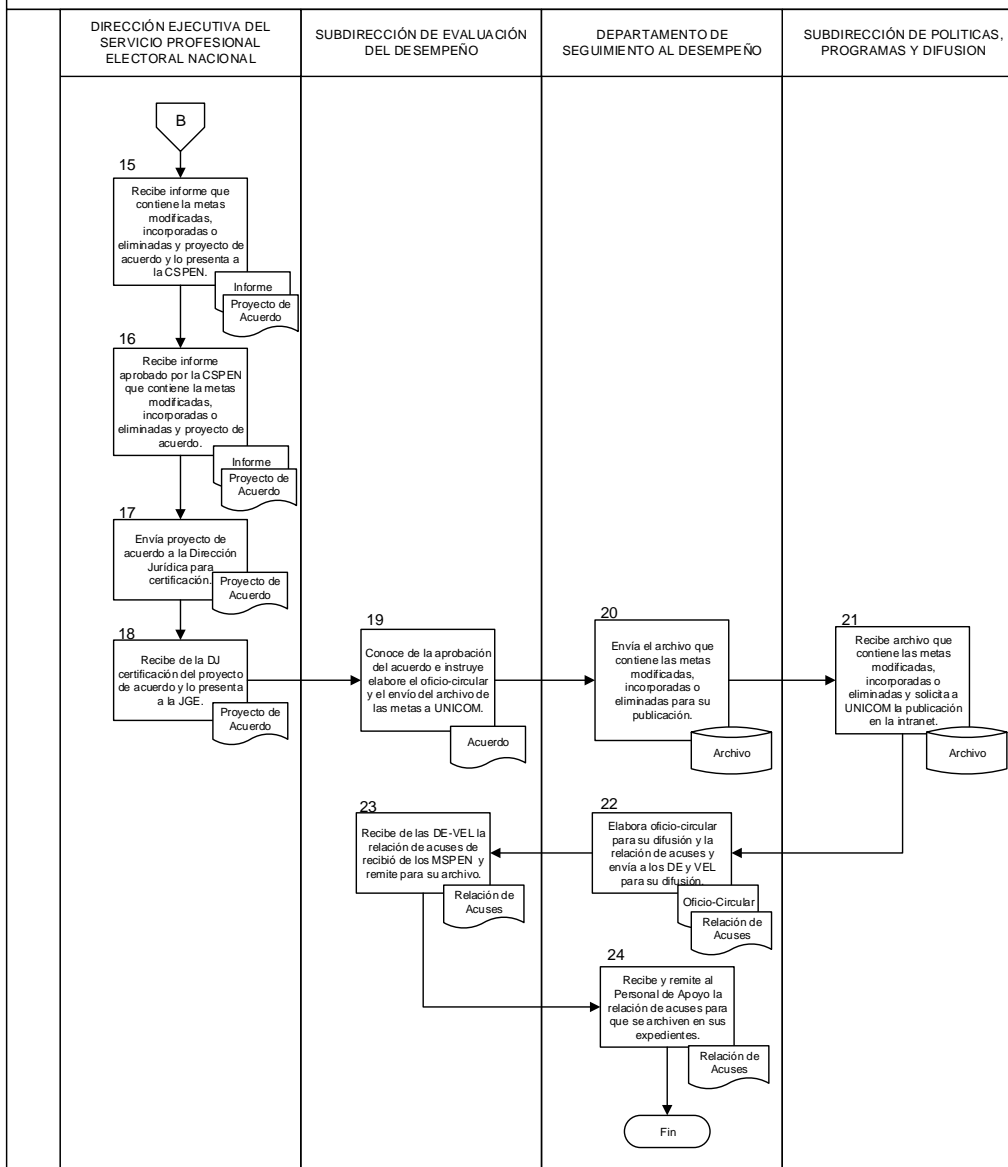 DIRECCIÓN EJECUTIVA DEL
SERVICIO PROFESIONAL
ELECTORAL NACIONAL
SUBDIRECCIÓN DE EVALUACIÓN
DEL DESEMPEÑO
DEPARTAMENTO DE
SEGUIMIENTO AL DESEMPEÑO
SUBDIRECCIÓN DE POLITICAS,
PROGRAMAS Y DIFUSION
B
15
Recibe informe que
contiene la metas
modificadas,
incorporadas o
eliminadas y proyecto de
acuerdo y lo presenta a
la CSPEN.
Informe
Proyecto de
Acuerdo
16
Recibe informe
aprobado por la CSPEN
que contiene la metas
modificadas,
incorporadas o
eliminadas y proyecto de
acuerdo.
Informe
Proyecto de
Acuerdo
17
Envía proyecto de
acuerdo a la Dirección
Jurídica para
certificación.
Proyecto de
Acuerdo
18
Recibe de la DJ
certificación del proyecto
de acuerdo y lo presenta
a la JGE.
Proyecto de
Acuerdo
19
Conoce de la aprobación
del acuerdo e instruye
elabore el oficio-circular
y el envío del archivo de
las metas a UNICOM.
Acuerdo
20
Envía el archivo que
contiene las metas
modificadas,
incorporadas o
eliminadas para su
publicación.
Archivo
21
Recibe archivo que
contiene las metas
modificadas,
incorporadas o
eliminadas y solicita a
UNICOM la publicación
en la intranet.
Archivo
23
Recibe de las DE-VEL la
relación de acuses de
recibió de los MSPEN y
remite para su archivo.
Relación de
Acuses
22
Elabora oficio-circular
para su difusión y la
relación de acuses y
envía a los DE y VEL
para su difusión.
Oficio-Circular
Relación de
Acuses
24
Recibe y remite al
Personal de Apoyo la
relación de acuses para
que se archiven en sus
expedientes.
Relación de
Acuses
Fin